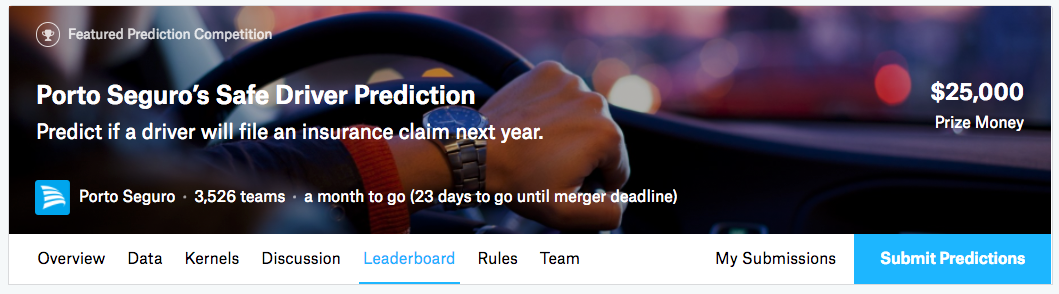 Featured Prediction Competition
Porto Seguro's Safe Driver Prediction
$25,000
Predict if a driver will file an insurance claim next year.
Prize Money
Porto Seguro · 3,526 teams · a month to go (23 days to go until merger deadline)
Overview Data Kernels Discussion Leaderboard Rules Team My Submissions Submit Predictions